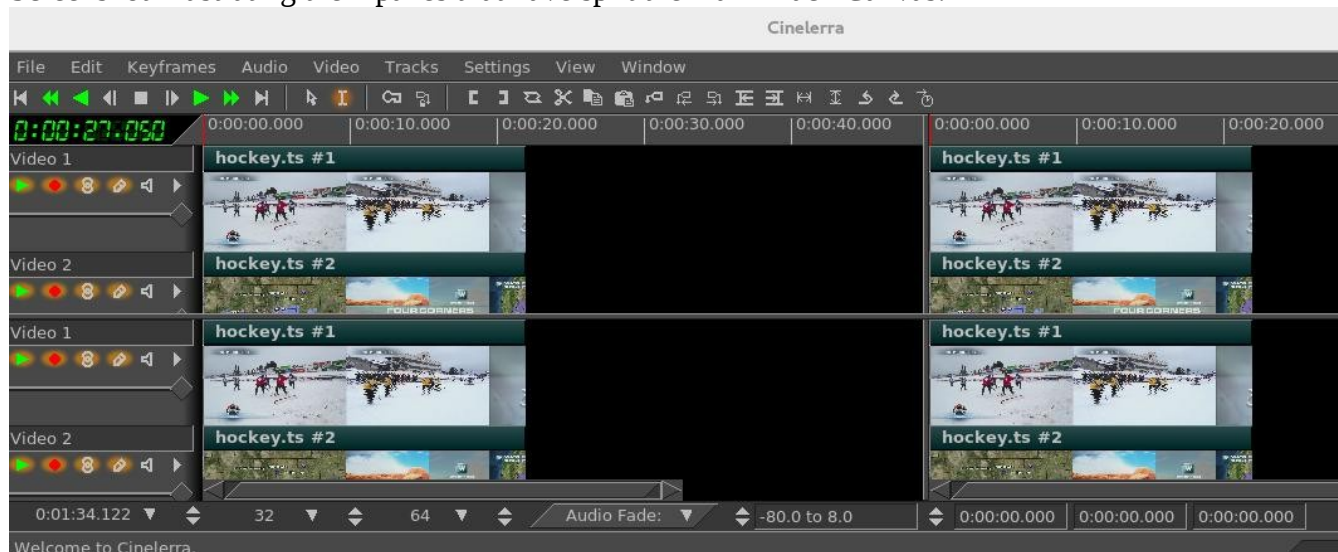 Cinelerra
File Edit Keyframes Audio Video Tracks Settings View Window
0:00:27.050 0:00:00.000 0:00:10.000 0:00:20.000 0:00:30.000 0:00:40.000 0:00:00.000 0:00:10.000 0:00:20.000
Video 1 hockey.ts #1 hockey.ts #1
Video 2 hockey.ts #2 hockey.ts #2
FOUR CORNERS FOUR CORNERS
Video 1 hockey.ts #1 hockey.ts #1
Video 2 hockey.ts #2 hockey.ts #2
0:01:34.122 32 64 Audio Fade: -80.0 to 8.0 0:00:00.000 0:00:00.000 0:00:00.000
Welcome to Cinelerra.